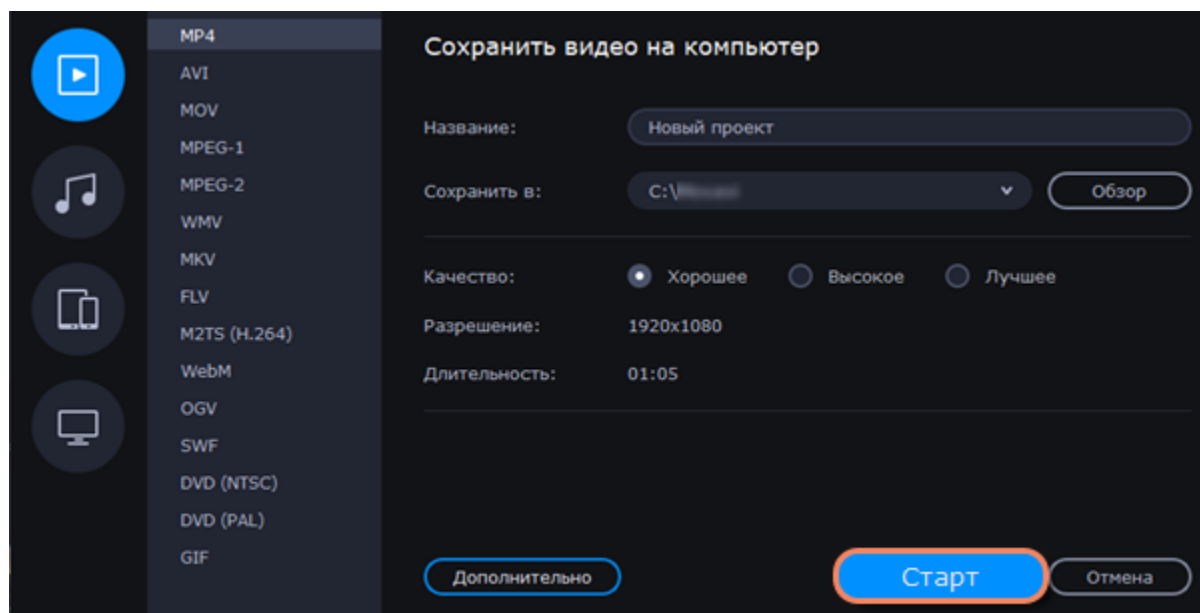 MP4
AVI
MOV
MPEG-1
MPEG-2
WMV
MKV
FLV
M2TS (H.264)
WebM
OGV
SWF
DVD (NTSC)
DVD (PAL)
GIF
Сохранить видео на компьютер
Название: Новый проект
Сохранить в: C:\ Обзор
Качество: Хорошее Высокое Лучшее
Разрешение: 1920x1080
Длительность: 01:05
Дополнительно Старт Отмена